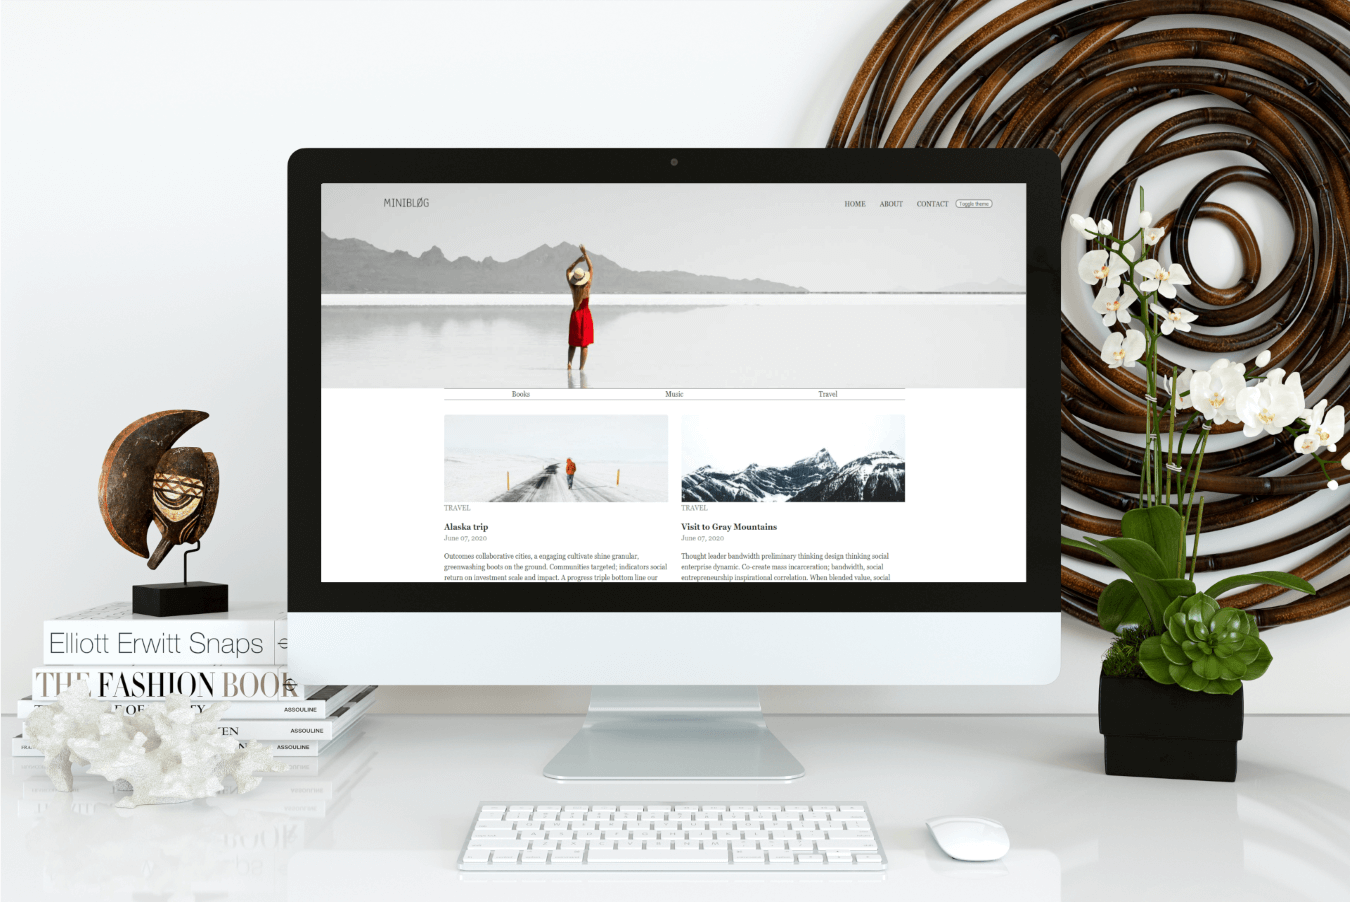 MINIBLØG
HOME ABOUT CONTACT Toggle theme
Books Music Travel
TRAVEL
Alaska trip
June 07, 2020
Outcomes collaborative cities, a engaging cultivate shine granular,
greenwashing boots on the ground. Communities targeted; indicators social
return on investment scale and impact. A progress triple bottom line our
TRAVEL
Visit to Gray Mountains
June 07, 2020
Thought leader bandwidth preliminary thinking design thinking social
enterprise dynamic. Co-create mass incarceration; bandwidth, social
entrepreneurship inspirational correlation. When blended value, social
Elliott Erwitt Snaps
THE FASHION BOOK
OF
ASSOULINE
ASSOULINE
ASSOULINE